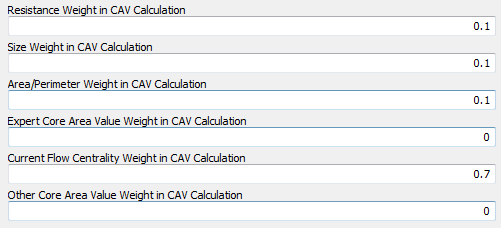 Resistance Weight in CAV Calculation
0.1
Size Weight in CAV Calculation
0.1
Area/Perimeter Weight in CAV Calculation
0.1
Expert Core Area Value Weight in CAV Calculation
0
Current Flow Centrality Weight in CAV Calculation
0.7
Other Core Area Value Weight in CAV Calculation
0